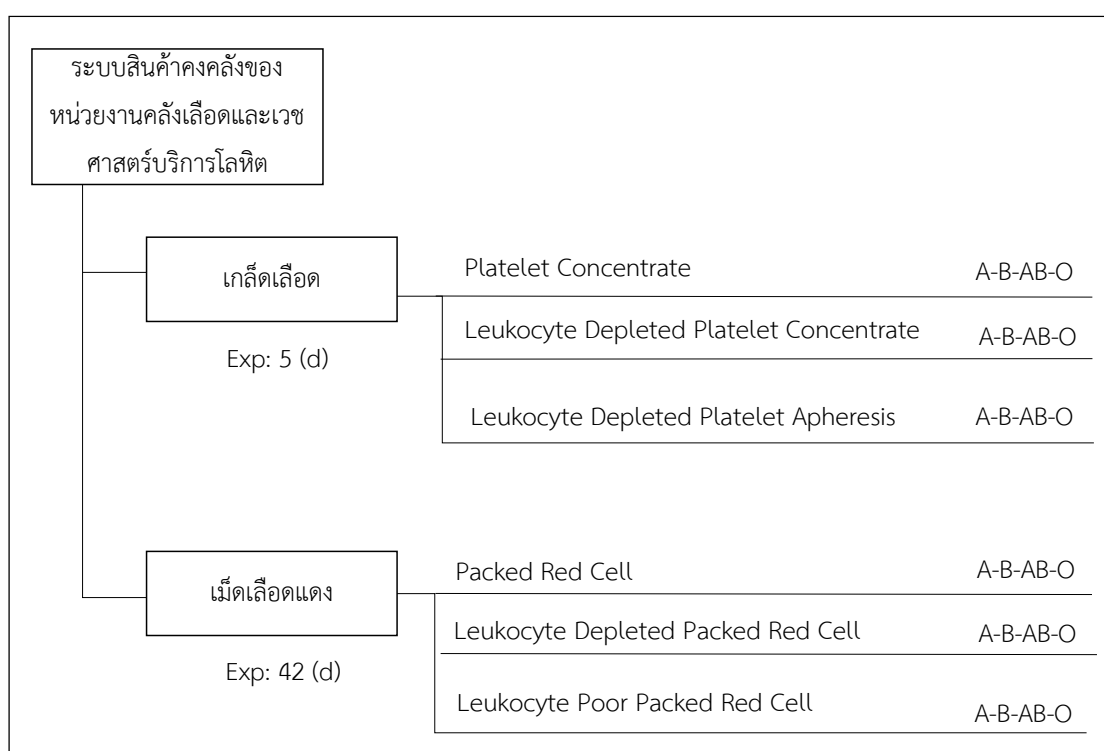 ระบบสินค้าคงคลังของ
หน่วยงานคลังเลือดและเวช
ศาสตร์บริการโลหิต
เกล็ดเลือด
Exp: 5 (d)
Platelet Concentrate A-B-AB-O
Leukocyte Depleted Platelet Concentrate A-B-AB-O
Leukocyte Depleted Platelet Apheresis A-B-AB-O
เม็ดเลือดแดง
Exp: 42 (d)
Packed Red Cell A-B-AB-O
Leukocyte Depleted Packed Red Cell A-B-AB-O
Leukocyte Poor Packed Red Cell A-B-AB-O